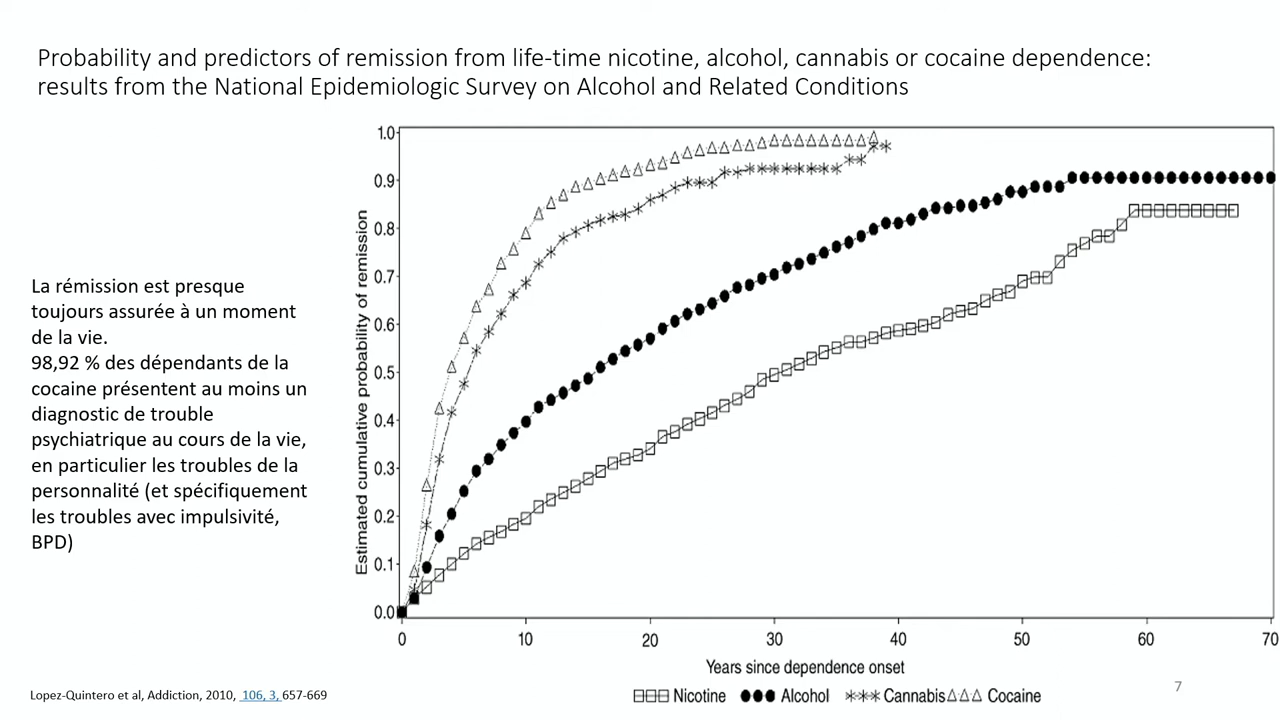 Probability and predictors of remission from life-time nicotine, alcohol, cannabis or cocaine dependence:
results from the National Epidemiologic Survey on Alcohol and Related Conditions
La rémission est presque
toujours assurée à un moment
de la vie.
98,92 % des dépendants de la
cocaine présentent au moins un
diagnostic de trouble
psychiatrique au cours de la vie,
en particulier les troubles de la
personnalité (et spécifiquement
les troubles avec impulsivité,
BPD)
Estimated cumulative probability of remission
1.0
0.9
0.8
0.7
0.6
0.5
0.4
0.3
0.2
0.1
0.0
0 10 20 30 40 50 60 70
Years since dependence onset
Nicotine Alcohol Cannabis Cocaine
Lopez-Quintero et al, Addiction, 2010, 106, 3, 657-669
7